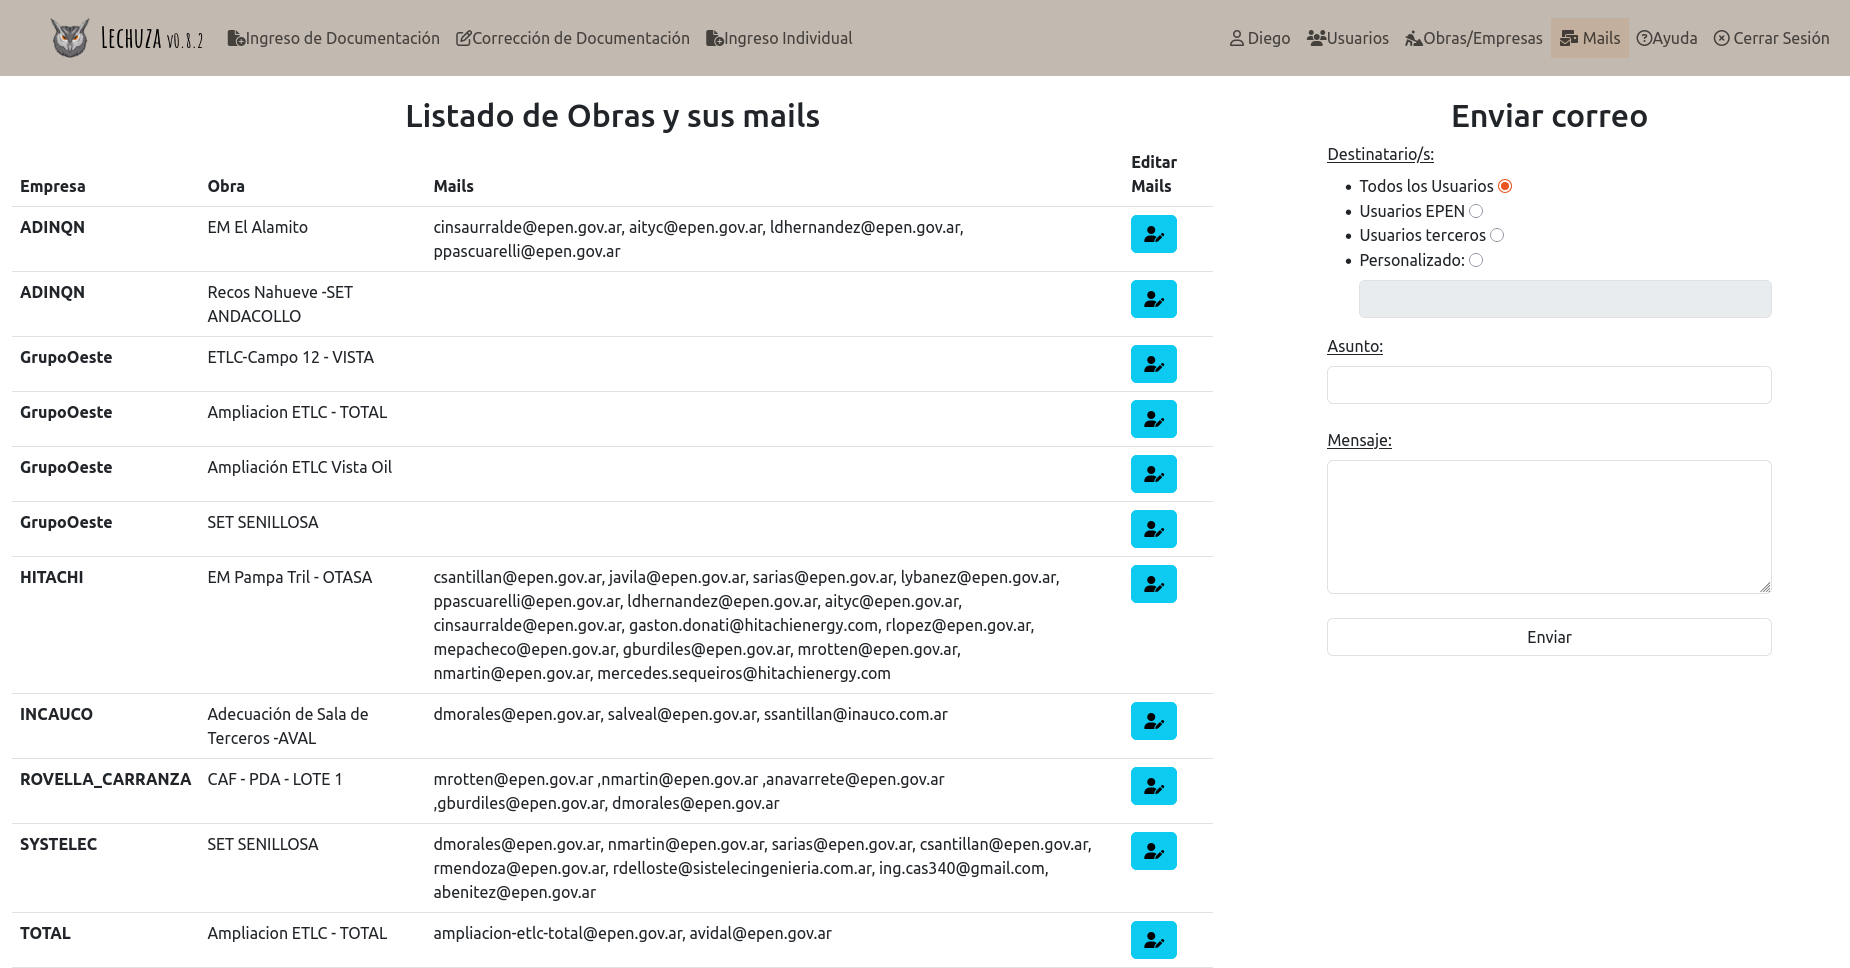 Lechuza v0.8.2 Ingreso de Documentación Corrección de Documentación Ingreso Individual Diego Usuarios Obras/Empresas Mails Ayuda Cerrar Sesión
Listado de Obras y sus mails
Empresa Obra Mails Editar Mails
ADINQN EM El Alamito cinsaurralde@epen.gov.ar, aityc@epen.gov.ar, ldhernandez@epen.gov.ar,
ppascuarelli@epen.gov.ar
ADINQN Recos Nahueve -SET
ANDACOLLO
GrupoOeste ETLC-Campo 12 - VISTA
GrupoOeste Ampliacion ETLC - TOTAL
GrupoOeste Ampliación ETLC Vista Oil
GrupoOeste SET SENILLOSA
HITACHI EM Pampa Tril - OTASA csantillan@epen.gov.ar, javila@epen.gov.ar, sarias@epen.gov.ar, lybanez@epen.gov.ar,
ppascuarelli@epen.gov.ar, ldhernandez@epen.gov.ar, aityc@epen.gov.ar,
cinsaurralde@epen.gov.ar, gaston.donati@hitachienergy.com, rlopez@epen.gov.ar,
mepacheco@epen.gov.ar, gburdiles@epen.gov.ar, mrotten@epen.gov.ar,
nmartin@epen.gov.ar, mercedes.sequeiros@hitachienergy.com
INCAUCO Adecuación de Sala de dmorales@epen.gov.ar, salveal@epen.gov.ar, ssantillan@inauco.com.ar
Terceros -AVAL
ROVELLA_CARRANZA CAF - PDA - LOTE 1 mrotten@epen.gov.ar ,nmartin@epen.gov.ar ,anavarrete@epen.gov.ar
,gburdiles@epen.gov.ar, dmorales@epen.gov.ar
SYSTELEC SET SENILLOSA dmorales@epen.gov.ar, nmartin@epen.gov.ar, sarias@epen.gov.ar, csantillan@epen.gov.ar,
rmendoza@epen.gov.ar, rdelloste@sistelecingenieria.com.ar, ing.cas340@gmail.com,
abenitez@epen.gov.ar
TOTAL Ampliacion ETLC - TOTAL ampliacion-etlc-total@epen.gov.ar, avidal@epen.gov.ar
Enviar correo
Destinatario/s:
Todos los Usuarios
Usuarios EPEN
Usuarios terceros
Personalizado:
Asunto:
Mensaje:
Enviar